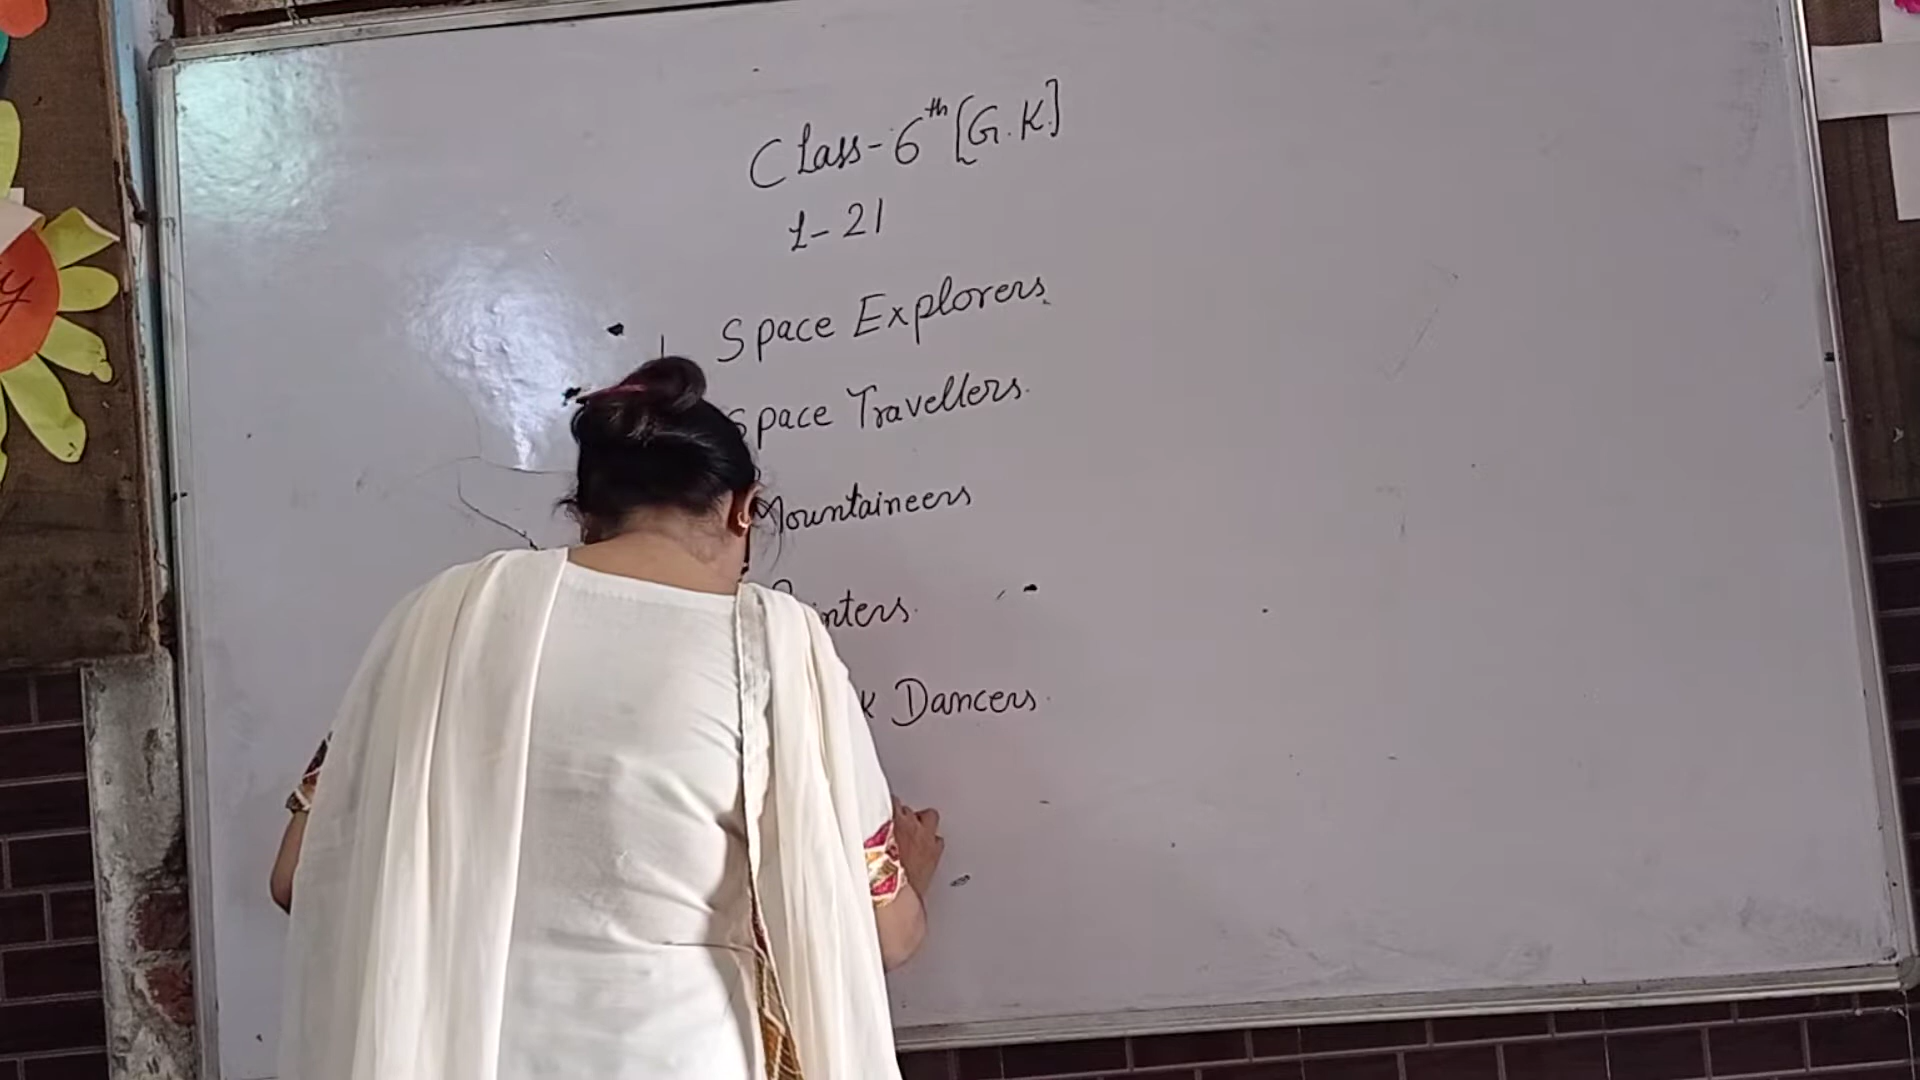 Class-6th [G.K]
L-21
Space Explorers
Space Travellers.
Mountaineers
Dancers.